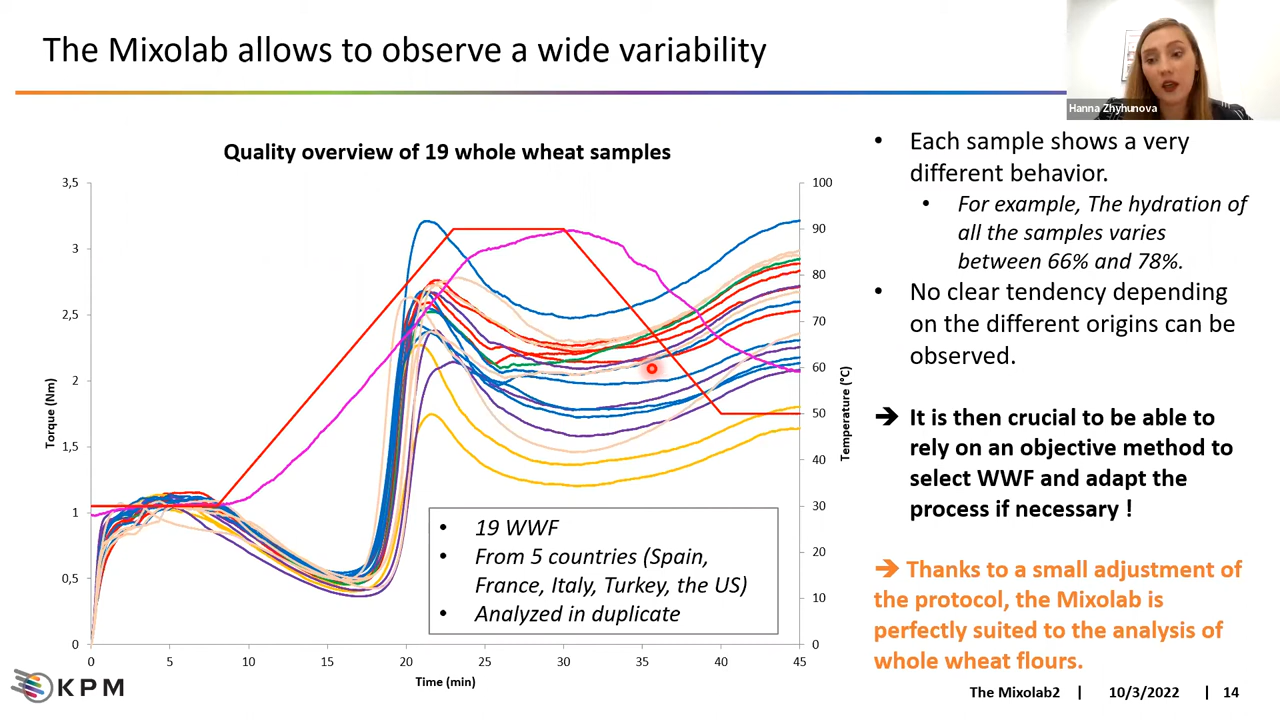 The Mixolab allows to observe a wide variability
Hanna Zhyhunova
Quality overview of 19 whole wheat samples
3,5
3
2,5
2
1,5
1
0,5
0
Torque (Nm)
100
90
80
70
60
50
40
30
20
10
0
Temperature (°C)
0
5
10
15
20
25
30
35
40
45
Time (min)
• 19 WWF
• From 5 countries (Spain,
France, Italy, Turkey, the US)
• Analyzed in duplicate
• Each sample shows a very
different behavior.
• For example, The hydration of
all the samples varies
between 66% and 78%.
• No clear tendency depending
on the different origins can be
observed.
➔ It is then crucial to be able to
rely on an objective method to
select WWF and adapt the
process if necessary !
➔ Thanks to a small adjustment of
the protocol, the Mixolab is
perfectly suited to the analysis of
whole wheat flours.
KPM
The Mixolab2 | 10/3/2022 | 14